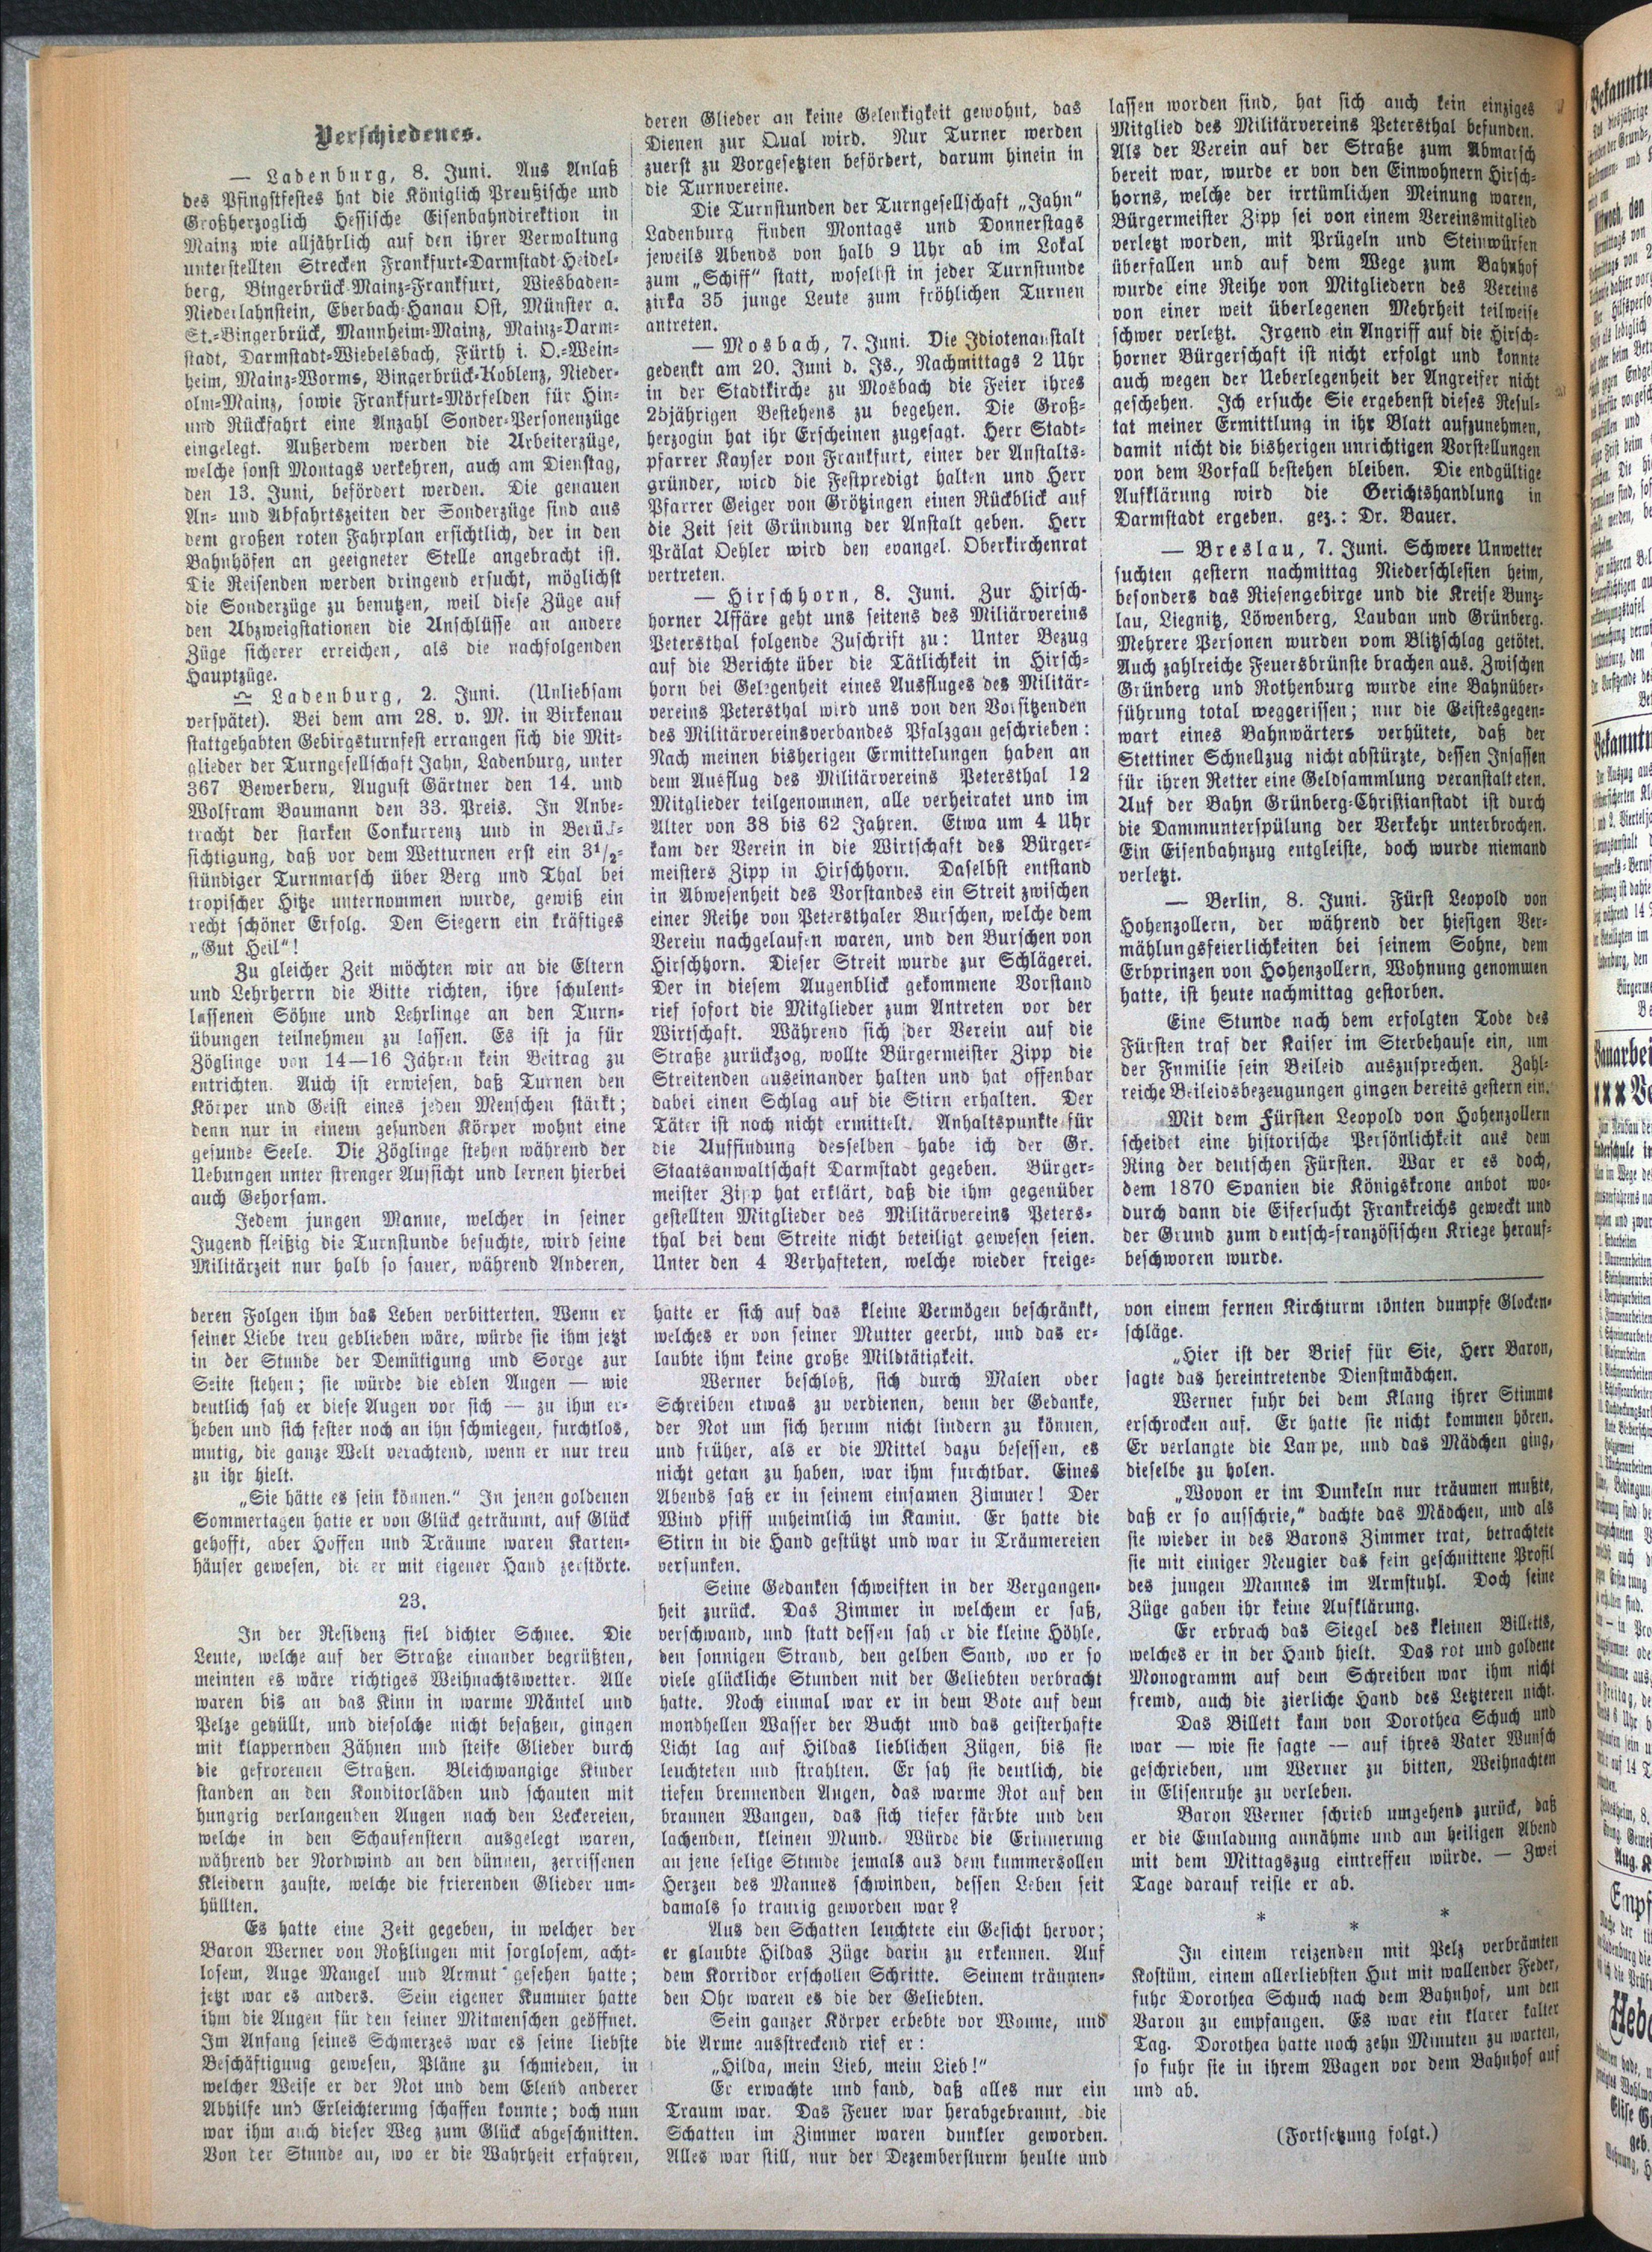 Verschiedenes.
— Ladenburg, 8. Juni. Aus Anlaß
des Pfingstfestes hat die Königlich Preußische und
Großherzoglich Hessische Eisenbahndirektion in
Mainz wie alljährlich auf den ihrer Verwaltung
unterstellten Strecken Frankfurt-Darmstadt-Heidel-
berg, Bingerbrück-Mainz-Frankfurt, Wiesbaden-
Niederlahnstein, Eberbach-Hanau Ost, Münster a.
St.-Bingerbrück, Mannheim-Mainz, Mainz-Darm-
stadt, Darmstadt-Wiebelsbach, Fürth i. O.-Wein-
heim, Mainz-Worms, Bingerbrück-Koblenz, Nieder-
olm-Mainz, sowie Frankfurt-Mörfelden für Hin-
und Rückfahrt eine Anzahl Sonder-Personenzüge
eingelegt. Außerdem werden die Arbeiterzüge,
welche sonst Montags verkehren, auch am Dienstag,
den 13. Juni, befördert werden. Die genauen
An- und Abfahrtszeiten der Sonderzüge sind aus
dem großen roten Fahrplan ersichtlich, der in den
Bahnhöfen an geeigneter Stelle angebracht ist.
Die Reisenden werden dringend ersucht, möglichst
die Sonderzüge zu benutzen, weil diese Züge auf
den Abzweigstationen die Anschlüsse an andere
Züge sicherer erreichen, als die nachfolgenden
Hauptzüge.
Ladenburg, 2. Juni. (Unliebsam
verspätet). Bei dem am 28. v. M. in Birkenau
stattgehabten Gebirgsturnfest errangen sich die Mit-
glieder der Turngesellschaft Jahn, Ladenburg, unter
367 Bewerbern, August Gärtner den 14. und
Wolfram Baumann den 33. Preis. In Anbe-
tracht der starken Conkurrenz und in Berück-
sichtigung, daß vor dem Wetturnen erst ein 3 1/2-
stündiger Turnmarsch über Berg und Thal bei
tropischer Hitze unternommen wurde, gewiß ein
recht schöner Erfolg. Den Siegern ein kräftiges
„Gut Heil“!
Zu gleicher Zeit möchten wir an die Eltern
und Lehrherrn die Bitte richten, ihre schulent-
lassenen Söhne und Lehrlinge an den Turn-
übungen teilnehmen zu lassen. Es ist ja für
Zöglinge von 14—16 Jahren kein Beitrag zu
entrichten. Auch ist erwiesen, daß Turnen den
Körper und Geist eines jeden Menschen stärkt;
denn nur in einem gesunden Körper wohnt eine
gesunde Seele. Die Zöglinge stehen während der
Uebungen unter strenger Aufsicht und lernen hierbei
auch Gehorsam.
Jedem jungen Manne, welcher in seiner
Jugend fleißig die Turnstunde besuchte, wird seine
Militärzeit nur halb so sauer, während Anderen,
deren Glieder an keine Gelenkigkeit gewohnt, das
Dienen zur Qual wird. Nur Turner werden
zuerst zu Vorgesetzten befördert, darum hinein in
die Turnvereine.
Die Turnstunden der Turngesellschaft „Jahn“
Ladenburg finden Montags und Donnerstags
jeweils Abends von halb 9 Uhr ab im Lokal
zum „Schiff“ statt, woselbst in jeder Turnstunde
zirka 35 junge Leute zum fröhlichen Turnen
antreten.
— Mosbach, 7. Juni. Die Idiotenanstalt
gedenkt am 20. Juni d. Js., Nachmittags 2 Uhr
in der Stadtkirche zu Mosbach die Feier ihres
25jährigen Bestehens zu begehen. Die Groß-
herzogin hat ihr Erscheinen zugesagt. Herr Stadt-
pfarrer Kayser von Frankfurt, einer der Anstalts-
gründer, wird die Festpredigt halten und Herr
Pfarrer Geiger von Grötzingen einen Rückblick auf
die Zeit seit Gründung der Anstalt geben. Herr
Prälat Oehler wird den evangel. Oberkirchenrat
vertreten.
— Hirschhorn, 8. Juni. Zur Hirsch-
horner Affäre geht uns seitens des Miliärvereins
Petersthal folgende Zuschrift zu: Unter Bezug
auf die Berichte über die Tätlichkeit in Hirsch-
horn bei Gelegenheit eines Ausfluges des Militär-
vereins Petersthal wird uns von den Vorsitzenden
des Militärvereinsverbandes Pfalzgau geschrieben:
Nach meinen bisherigen Ermittelungen haben an
dem Ausflug des Militärvereins Petersthal 12
Mitglieder teilgenommen, alle verheiratet und im
Alter von 38 bis 62 Jahren. Etwa um 4 Uhr
kam der Verein in die Wirtschaft des Bürger-
meisters Zipp in Hirschhorn. Daselbst entstand
in Abwesenheit des Vorstandes ein Streit zwischen
einer Reihe von Petersthaler Burschen, welche dem
Verein nachgelaufen waren, und den Burschen von
Hirschhorn. Dieser Streit wurde zur Schlägerei.
Der in diesem Augenblick gekommene Vorstand
rief sofort die Mitglieder zum Antreten vor der
Wirtschaft. Während sich der Verein auf die
Straße zurückzog, wollte Bürgermeister Zipp die
Streitenden auseinander halten und hat offenbar
dabei einen Schlag auf die Stirn erhalten. Der
Täter ist noch nicht ermittelt. Anhaltspunkte für
die Auffindung desselben habe ich der Gr.
Staatsanwaltschaft Darmstadt gegeben. Bürger-
meister Zipp hat erklärt, daß die ihm gegenüber
gestellten Mitglieder des Militärvereins Peters-
thal bei dem Streite nicht beteiligt gewesen seien.
Unter den 4 Verhafteten, welche wieder freige-
lassen worden sind, hat sich auch kein einziges
Mitglied des Militärvereins Petersthal befunden.
Als der Verein auf der Straße zum Abmarsch
bereit war, wurde er von den Einwohnern Hirsch-
horns, welche der irrtümlichen Meinung waren,
Bürgermeister Zipp sei von einem Vereinsmitglied
verletzt worden, mit Prügeln und Steinwürfen
überfallen und auf dem Wege zum Bahnhof
wurde eine Reihe von Mitgliedern des Vereins
von einer weit überlegenen Mehrheit teilweise
schwer verletzt. Irgend ein Angriff auf die Hirsch-
horner Bürgerschaft ist nicht erfolgt und konnte
auch wegen der Ueberlegenheit der Angreifer nicht
geschehen. Ich ersuche Sie ergebenst dieses Resul-
tat meiner Ermittlung in ihr Blatt aufzunehmen,
damit nicht die bisherigen unrichtigen Vorstellungen
von dem Vorfall bestehen bleiben. Die endgültige
Aufklärung wird die Gerichtshandlung in
Darmstadt ergeben. gez.: Dr. Bauer.
— Breslau, 7. Juni. Schwere Unwetter
suchten gestern nachmittag Niederschlesien heim,
besonders das Riesengebirge und die Kreise Bunz-
lau, Liegnitz, Löwenberg, Lauban und Grünberg.
Mehrere Personen wurden vom Blitzschlag getötet.
Auch zahlreiche Feuersbrünste brachen aus. Zwischen
Grünberg und Rothenburg wurde eine Bahnüber-
führung total weggerissen; nur die Geistesgegen-
wart eines Bahnwärters verhütete, daß der
Stettiner Schnellzug nicht abstürzte, dessen Insassen
für ihren Retter eine Geldsammlung veranstalteten.
Auf der Bahn Grünberg-Christianstadt ist durch
die Dammunterspülung der Verkehr unterbrochen.
Ein Eisenbahnzug entgleiste, doch wurde niemand
verletzt.
— Berlin, 8. Juni. Fürst Leopold von
Hohenzollern, der während der hiesigen Ver-
mählungsfeierlichkeiten bei seinem Sohne, dem
Erbprinzen von Hohenzollern, Wohnung genommen
hatte, ist heute nachmittag gestorben.
Eine Stunde nach dem erfolgten Tode des
Fürsten traf der Kaiser im Sterbehause ein, um
der Familie sein Beileid auszusprechen. Zahl-
reiche Beileidsbezeugungen gingen bereits gestern ein.
Mit dem Fürsten Leopold von Hohenzollern
scheidet eine historische Persönlichkeit aus dem
Ring der deutschen Fürsten. War er es doch,
dem 1870 Spanien die Königskrone anbot wo-
durch dann die Eifersucht Frankreichs geweckt und
der Grund zum deutsch-französischen Kriege herauf-
beschworen wurde.
deren Folgen ihm das Leben verbitterten. Wenn er
seiner Liebe treu geblieben wäre, würde sie ihm jetzt
in der Stunde der Demütigung und Sorge zur
Seite stehen; sie würde die edlen Augen — wie
deutlich sah er diese Augen vor sich — zu ihm er-
heben und sich fester noch an ihn schmiegen, furchtlos,
mutig, die ganze Welt verachtend, wenn er nur treu
zu ihr hielt.
„Sie hätte es sein können.“ In jenen goldenen
Sommertagen hatte er von Glück geträumt, auf Glück
gehofft, aber Hoffen und Träume waren Karten-
häuser gewesen, die er mit eigener Hand zerstörte.
23.
In der Residenz fiel dichter Schnee. Die
Leute, welche auf der Straße einander begrüßten,
meinten es wäre richtiges Weihnachtswetter. Alle
waren bis an das Kinn in warme Mäntel und
Pelze gehüllt, und diesolche nicht besaßen, gingen
mit klappernden Zähnen und steife Glieder durch
die gefrorenen Straßen. Bleichwangige Kinder
standen an den Konditorläden und schauten mit
hungrig verlangenden Augen nach den Leckereien,
welche in den Schaufenstern ausgelegt waren,
während der Nordwind an den dünnen, zerrissenen
Kleidern zauste, welche die frierenden Glieder um-
hüllten.
Es hatte eine Zeit gegeben, in welcher der
Baron Werner von Roßlingen mit sorglosem, acht-
losem, Auge Mangel und Armut gesehen hatte;
jetzt war es anders. Sein eigener Kummer hatte
ihm die Augen für den seiner Mitmenschen geöffnet.
Im Anfang seines Schmerzes war es seine liebste
Beschäftigung gewesen, Pläne zu schmieden, in
welcher Weise er der Not und dem Elend anderer
Abhilfe und Erleichterung schaffen konnte; doch nun
war ihm auch dieser Weg zum Glück abgeschnitten.
Von der Stunde an, wo er die Wahrheit erfahren,
hatte er sich auf das kleine Vermögen beschränkt,
welches er von seiner Mutter geerbt, und das er-
laubte ihm keine große Mildtätigkeit.
Werner beschloß, sich durch Malen oder
Schreiben etwas zu verdienen, denn der Gedanke,
der Not um sich herum nicht lindern zu können,
und früher, als er die Mittel dazu besessen, es
nicht getan zu haben, war ihm furchtbar. Eines
Abends saß er in seinem einsamen Zimmer! Der
Wind pfiff unheimlich im Kamin. Er hatte die
Stirn in die Hand gestützt und war in Träumereien
versunken.
Seine Gedanken schweiften in der Vergangen-
heit zurück. Das Zimmer in welchem er saß,
verschwand, und statt dessen sah er die kleine Höhle,
den sonnigen Strand, den gelben Sand, wo er so
viele glückliche Stunden mit der Geliebten verbracht
hatte. Noch einmal war er in dem Bote auf dem
mondhellen Wasser der Bucht und das geisterhafte
Licht lag auf Hildas lieblichen Zügen, bis sie
leuchteten und strahlten. Er sah sie deutlich, die
tiefen brennenden Augen, das warme Rot auf den
braunen Wangen, das sich tiefer färbte und den
lachenden, kleinen Mund. Würde die Erinnerung
an jene selige Stunde jemals aus dem kummervollen
Herzen des Mannes schwinden, dessen Leben seit
damals so traurig geworden war?
Aus den Schatten leuchtete ein Gesicht hervor;
er glaubte Hildas Züge darin zu erkennen. Auf
dem Korridor erschollen Schritte. Seinem träumen-
den Ohr waren es die der Geliebten.
Sein ganzer Körper erbebte vor Wonne, und
die Arme ausstreckend rief er:
„Hilda, mein Lieb, mein Lieb!“
Er erwachte und fand, daß alles nur ein
Traum war. Das Feuer war herabgebrannt, die
Schatten im Zimmer waren dunkler geworden.
Alles war still, nur der Dezembersturm heulte und
von einem fernen Kirchturm tönten dumpfe Glocken-
schläge.
„Hier ist der Brief für Sie, Herr Baron,
sagte das hereintretende Dienstmädchen.
Werner fuhr bei dem Klang ihrer Stimme
erschrocken auf. Er hatte sie nicht kommen hören.
Er verlangte die Lampe, und das Mädchen ging,
dieselbe zu holen.
„Wovon er im Dunkeln nur träumen mußte,
daß er so aufschrie,“ dachte das Mädchen, und als
sie wieder in des Barons Zimmer trat, betrachtete
sie mit einiger Neugier das fein geschnittene Profil
des jungen Mannes im Armstuhl. Doch seine
Züge gaben ihr keine Aufklärung.
Er erbrach das Siegel des kleinen Billetts,
welches er in der Hand hielt. Das rot und goldene
Monogramm auf dem Schreiben war ihm nicht
fremd, auch die zierliche Hand des Letzteren nicht.
Das Billett kam von Dorothea Schuch und
war — wie sie sagte — auf ihres Vater Wunsch
geschrieben, um Werner zu bitten, Weihnachten
in Elisenruhe zu verleben.
Baron Werner schrieb umgehend zurück, daß
er die Einladung annähme und am heiligen Abend
mit dem Mittagszug eintreffen würde. — Zwei
Tage darauf reiste er ab.
* * *
In einem reizenden mit Pelz verbrämten
Kostüm, einem allerliebsten Hut mit wallender Feder,
fuhr Dorothea Schuch nach dem Bahnhof, um den
Baron zu empfangen. Es war ein klarer kalter
Tag. Dorothea hatte noch zehn Minuten zu warten,
so fuhr sie in ihrem Wagen vor dem Bahnhof auf
und ab.
(Fortsetzung folgt.)